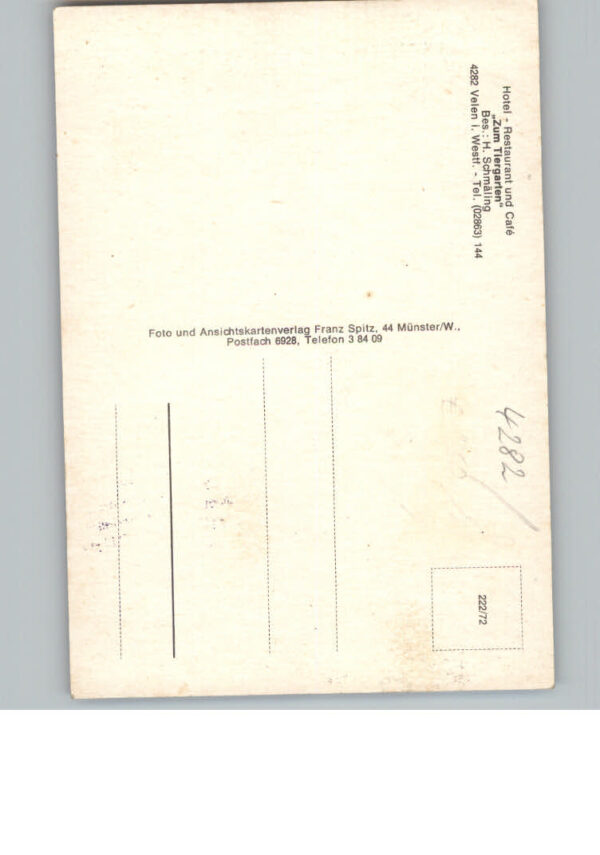 Hotel - Restaurant und Café
„Zum Tiergarten“
Bes.: H. Schmäling
4282 Velen i. Westf. - Tel. (02863) 144
Foto und Ansichtskartenverlag Franz Spitz, 44 Münster/W.,
Postfach 6928, Telefon 3 84 09
4282
222/72